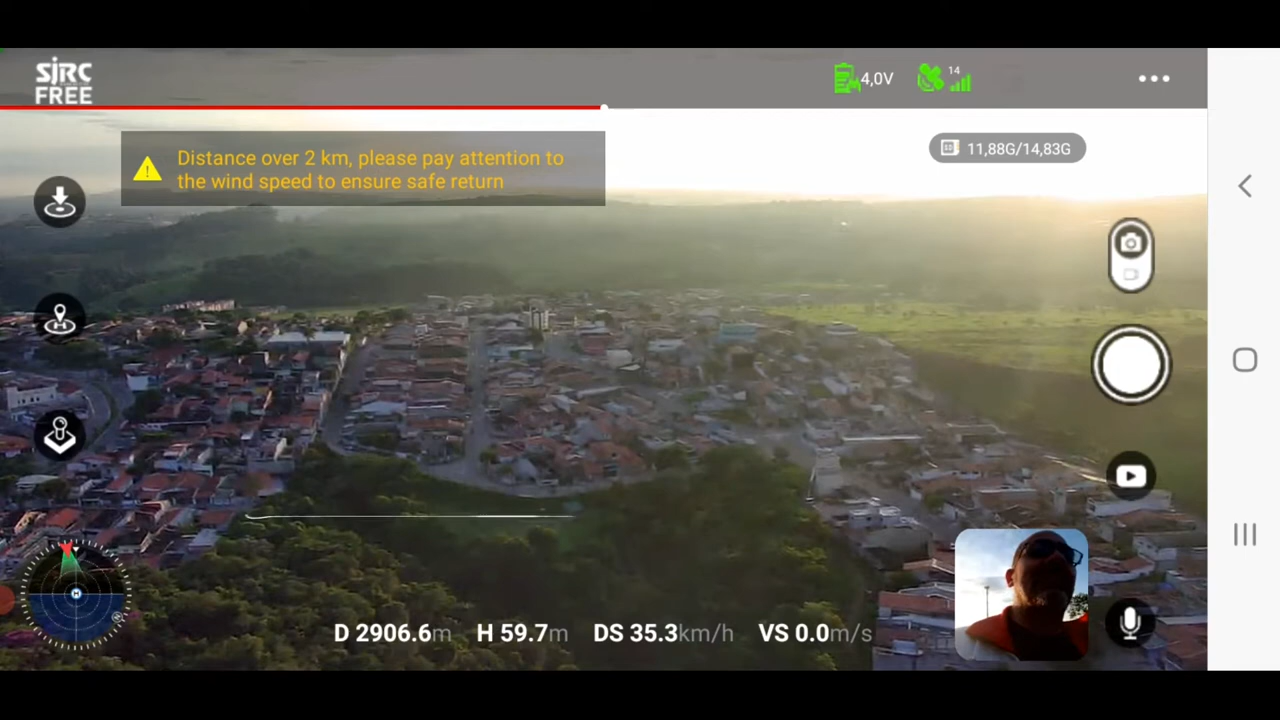 SJRC
FREE
4,0V
14
Distance over 2 km, please pay attention to
the wind speed to ensure safe return
11,88G/14,83G
D 2906.6m H 59.7m DS 35.3km/h VS 0.0m/s
H